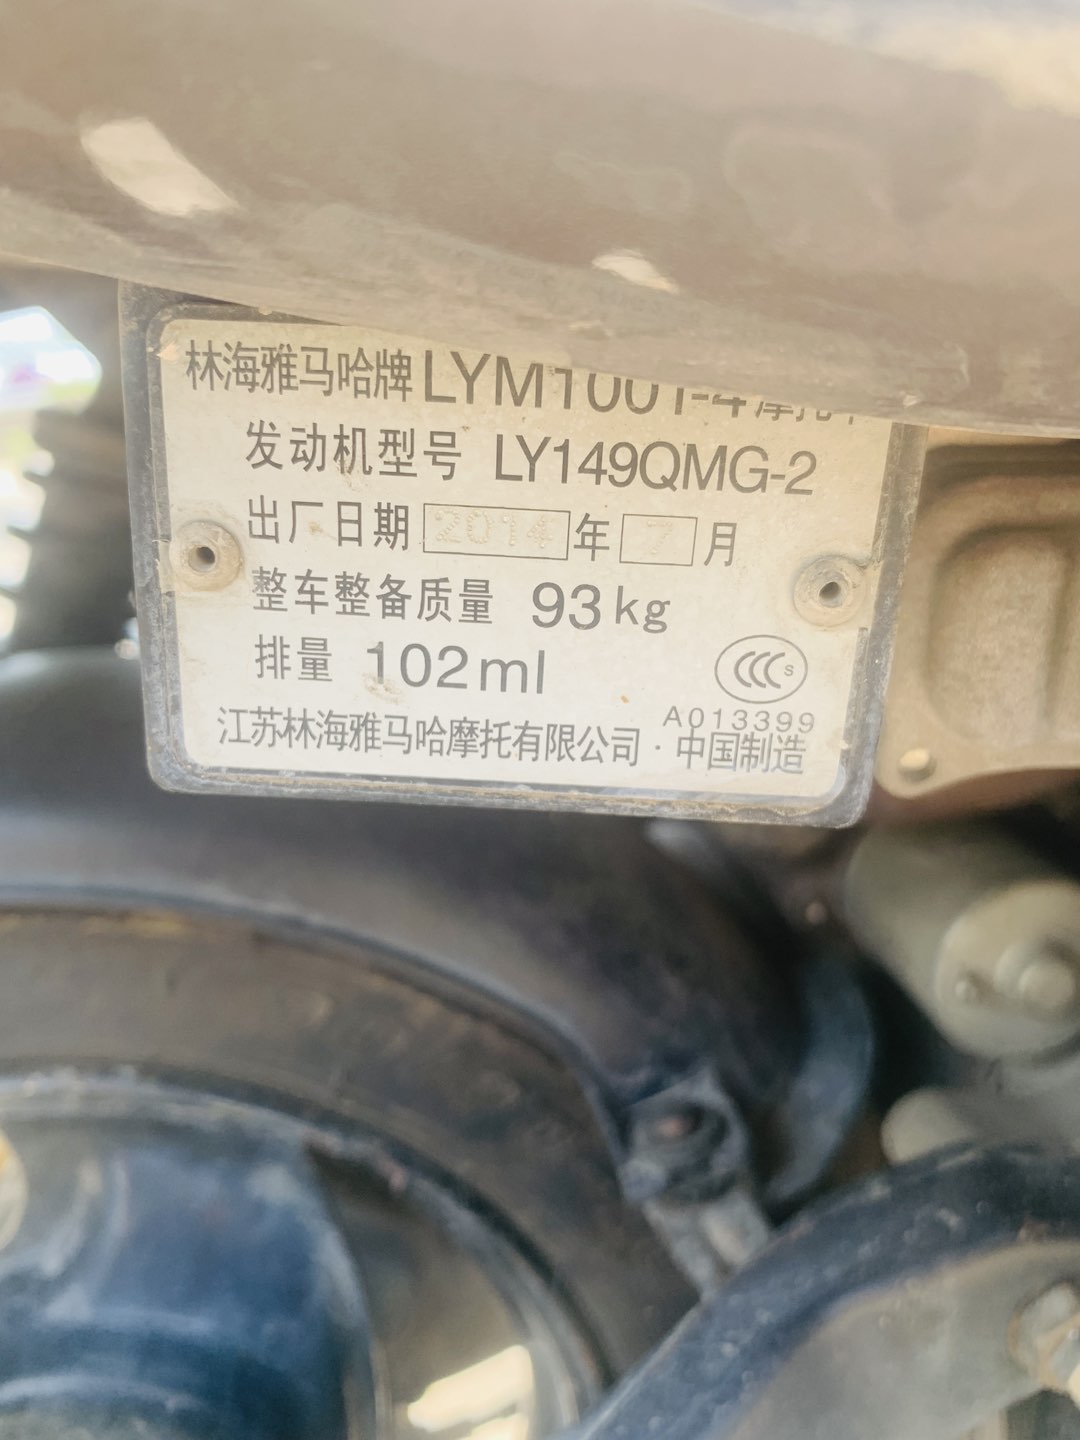 林海雅马哈牌LYM100T-4摩托车
发动机型号 LY149QMG-2
出厂日期 2014 年 7 月
整车整备质量 93kg
排量 102ml
CCC S
A013399
江苏林海雅马哈摩托有限公司·中国制造